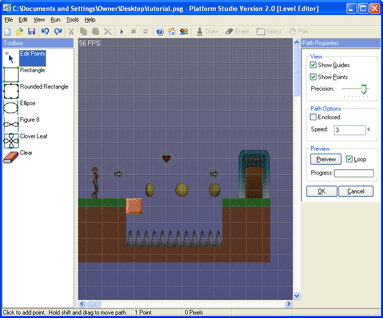 C:\Documents and Settings\Owner\Desktop\tutorial.psg - Platform Studio Version 2.0 [Level Editor]
File Edit View Run Tools Help
Draw Erase Select Pan
Toolbox
Edit Points
Rectangle
Rounded Rectangle
Ellipse
Figure 8
Clover Leaf
Clear
56 FPS
Path Properties
View
Show Guides
Show Points
Precision:
Path Options
Enclosed
Speed: 3
Preview
Preview Loop
Progress:
OK Cancel
Click to add point. Hold shift and drag to move path. 1 Point 0 Pixels